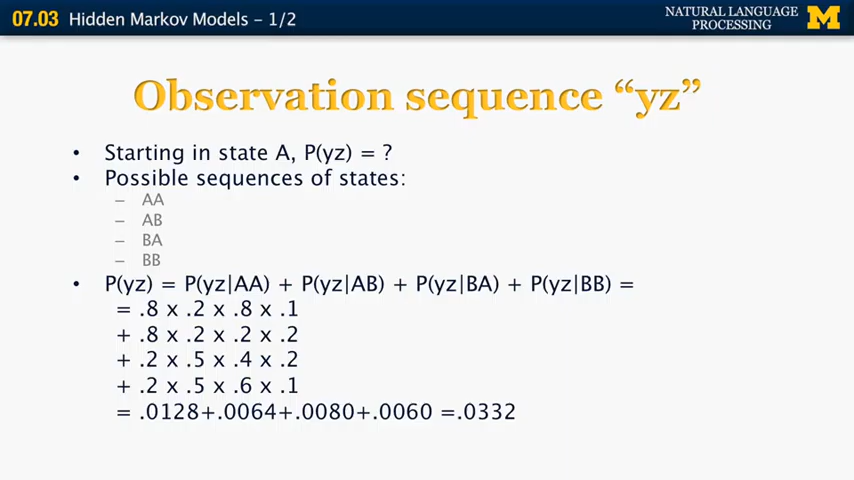 07.03 Hidden Markov Models – 1/2
NATURAL LANGUAGE
PROCESSING
M
Observation sequence “yz”
• Starting in state A, P(yz) = ?
• Possible sequences of states:
– AA
– AB
– BA
– BB
• P(yz) = P(yz|AA) + P(yz|AB) + P(yz|BA) + P(yz|BB) =
= .8 x .2 x .8 x .1
+ .8 x .2 x .2 x .2
+ .2 x .5 x .4 x .2
+ .2 x .5 x .6 x .1
= .0128+.0064+.0080+.0060 =.0332